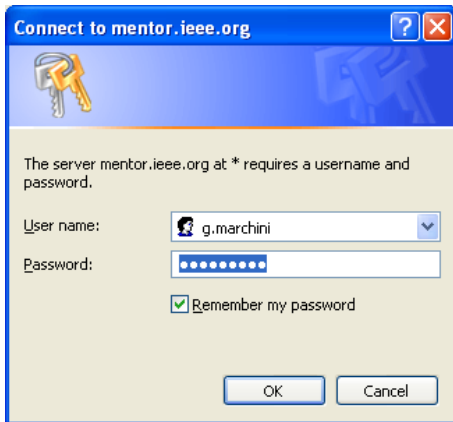 Connect to mentor.ieee.org
The server mentor.ieee.org at * requires a username and
password.
User name:
g.marchini
Password:
●●●●●●●●●
Remember my password
OK
Cancel